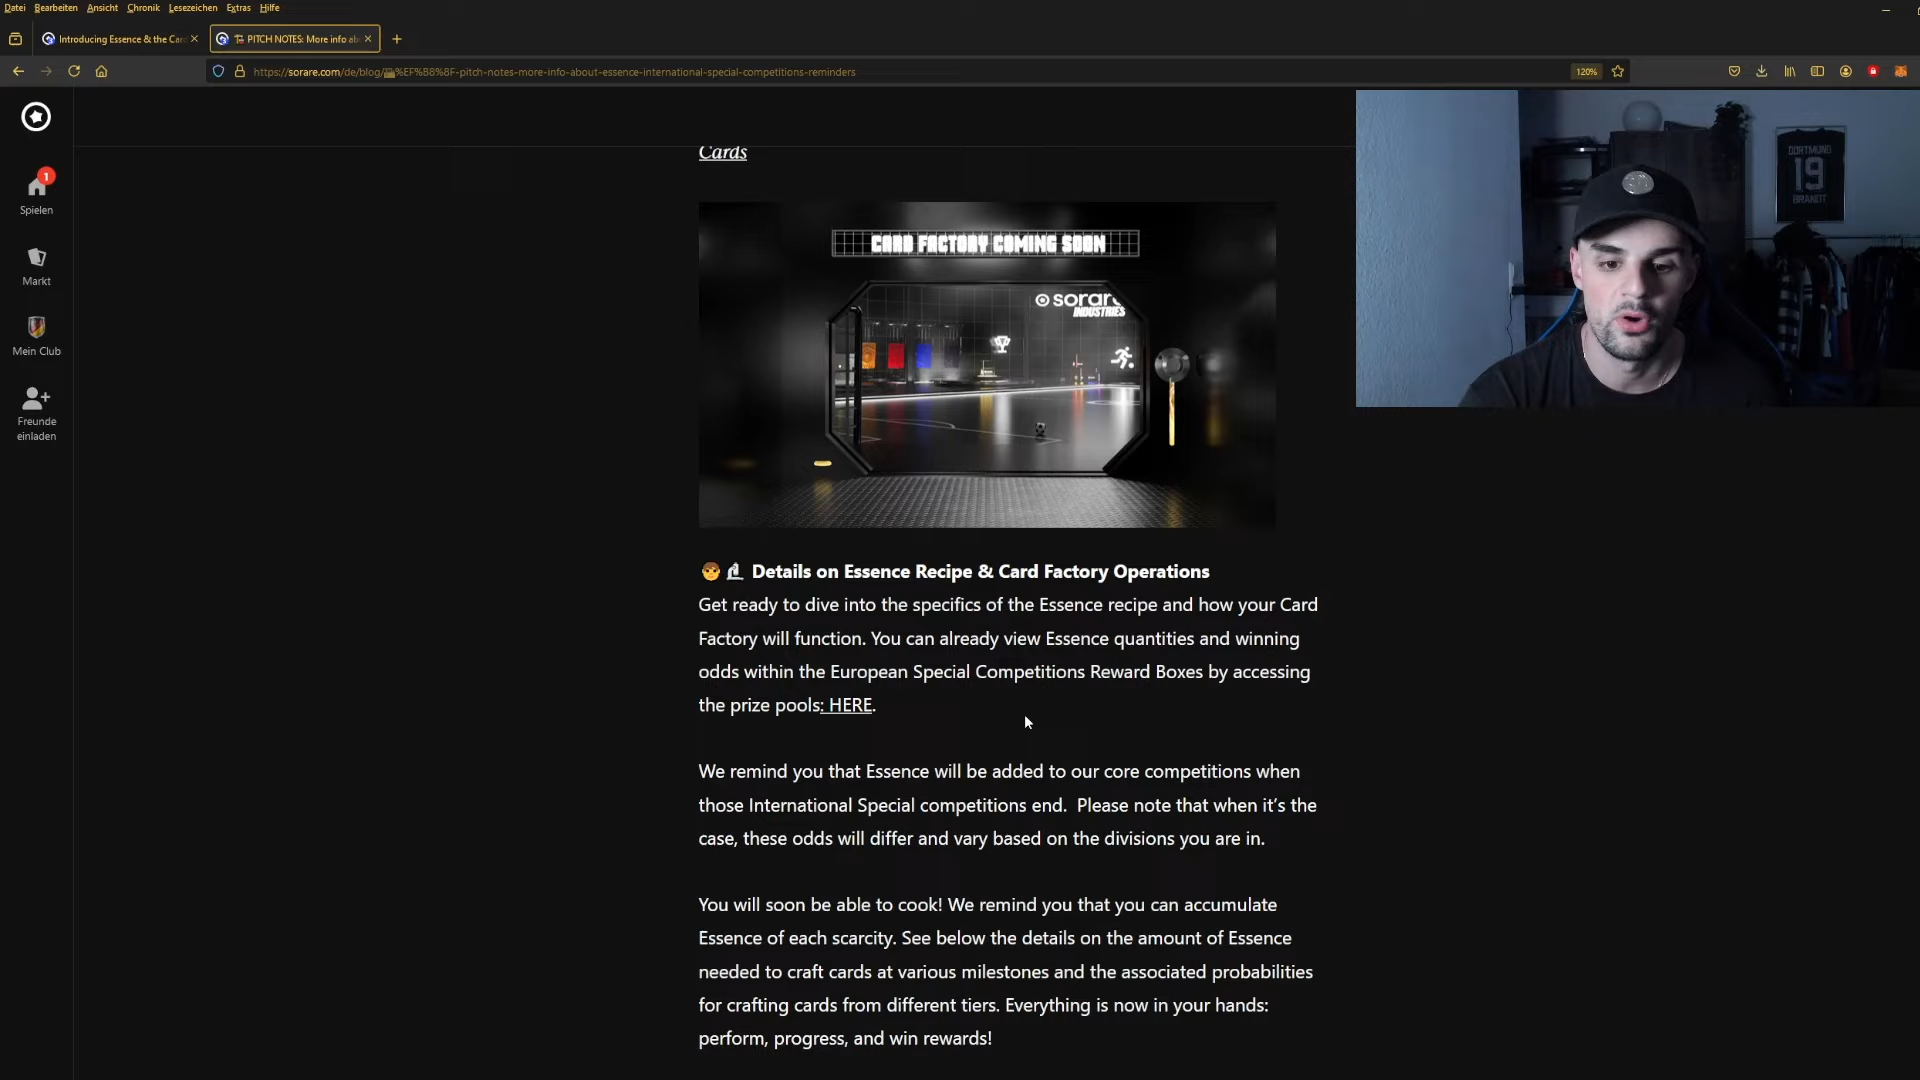 Datei Bearbeiten Ansicht Chronik Lesezeichen Extras Hilfe
Introducing Essence & the Car
PITCH NOTES: More info ab
https://sorare.com/de/blog/🏗%EF%B8%8F-pitch-notes-more-info-about-essence-international-special-competitions-reminders
120%
1
Spielen
Markt
Mein Club
Freunde
einladen
Cards
CARD FACTORY COMING SOON
sorare
INDUSTRIES
DORTMUND
19
BRANDT
Details on Essence Recipe & Card Factory Operations
Get ready to dive into the specifics of the Essence recipe and how your Card
Factory will function. You can already view Essence quantities and winning
odds within the European Special Competitions Reward Boxes by accessing
the prize pools: HERE.
We remind you that Essence will be added to our core competitions when
those International Special competitions end.  Please note that when it’s the
case, these odds will differ and vary based on the divisions you are in.
You will soon be able to cook! We remind you that you can accumulate
Essence of each scarcity. See below the details on the amount of Essence
needed to craft cards at various milestones and the associated probabilities
for crafting cards from different tiers. Everything is now in your hands:
perform, progress, and win rewards!